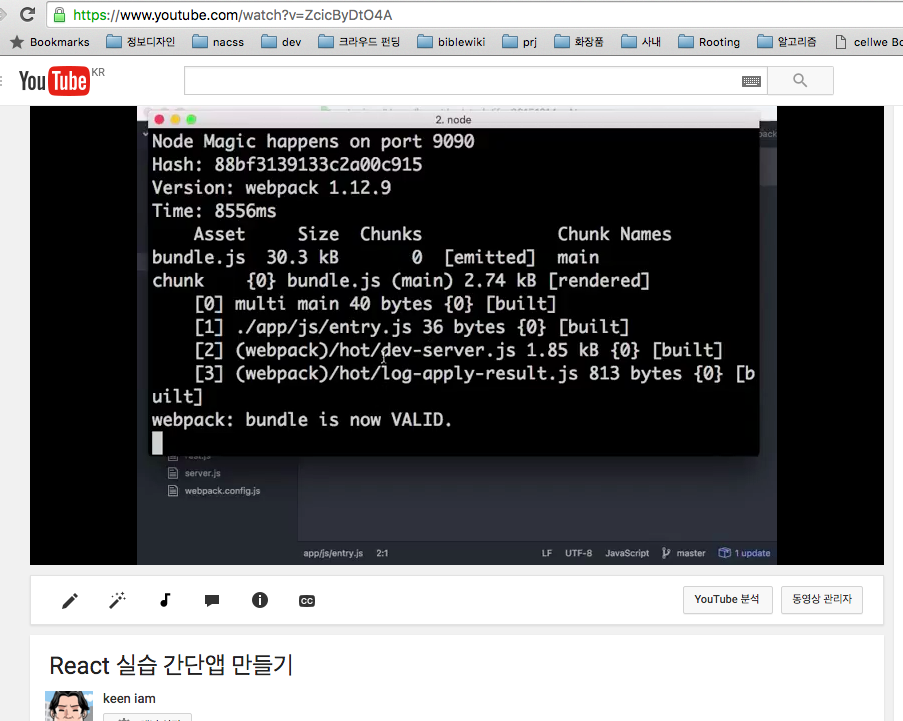 https://www.youtube.com/watch?v=ZcicByDtO4A
Bookmarks 정보디자인 nacss dev 크라우드 펀딩 biblewiki prj 화장품 사내 Rooting 알고리즘 cellwe Bo
YouTube KR
2. node
Node Magic happens on port 9090
Hash: 88bf3139133c2a00c915
Version: webpack 1.12.9
Time: 8556ms
Asset Size Chunks Chunk Names
bundle.js 30.3 kB 0 [emitted] main
chunk {0} bundle.js (main) 2.74 kB [rendered]
[0] multi main 40 bytes {0} [built]
[1] ./app/js/entry.js 36 bytes {0} [built]
[2] (webpack)/hot/dev-server.js 1.85 kB {0} [built]
[3] (webpack)/hot/log-apply-result.js 813 bytes {0} [b
uilt]
webpack: bundle is now VALID.
server.js
webpack.config.js
app/js/entry.js 2:1 LF UTF-8 JavaScript master 1 update
CC YouTube 분석 동영상 관리자
React 실습 간단앱 만들기
keen iam